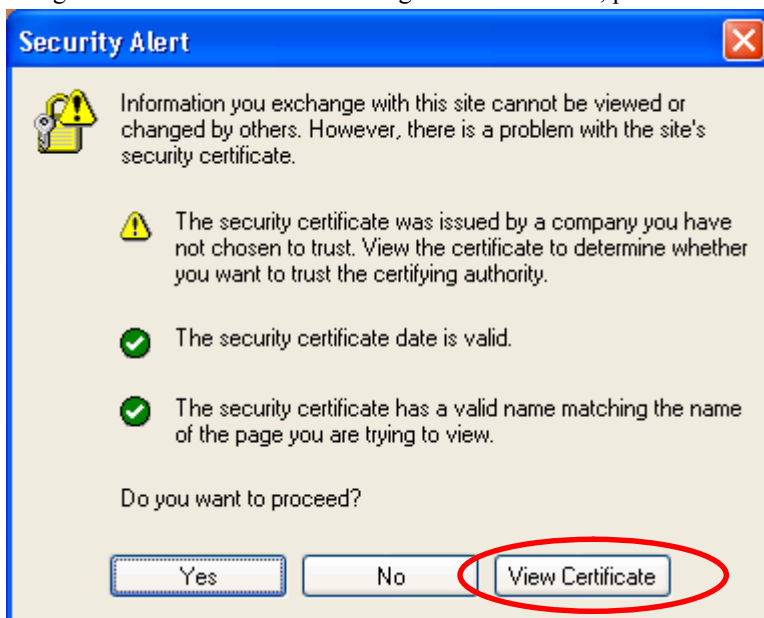 Security Alert
Information you exchange with this site cannot be viewed or
changed by others. However, there is a problem with the site's
security certificate.
The security certificate was issued by a company you have
not chosen to trust. View the certificate to determine whether
you want to trust the certifying authority.
The security certificate date is valid.
The security certificate has a valid name matching the name
of the page you are trying to view.
Do you want to proceed?
Yes No View Certificate